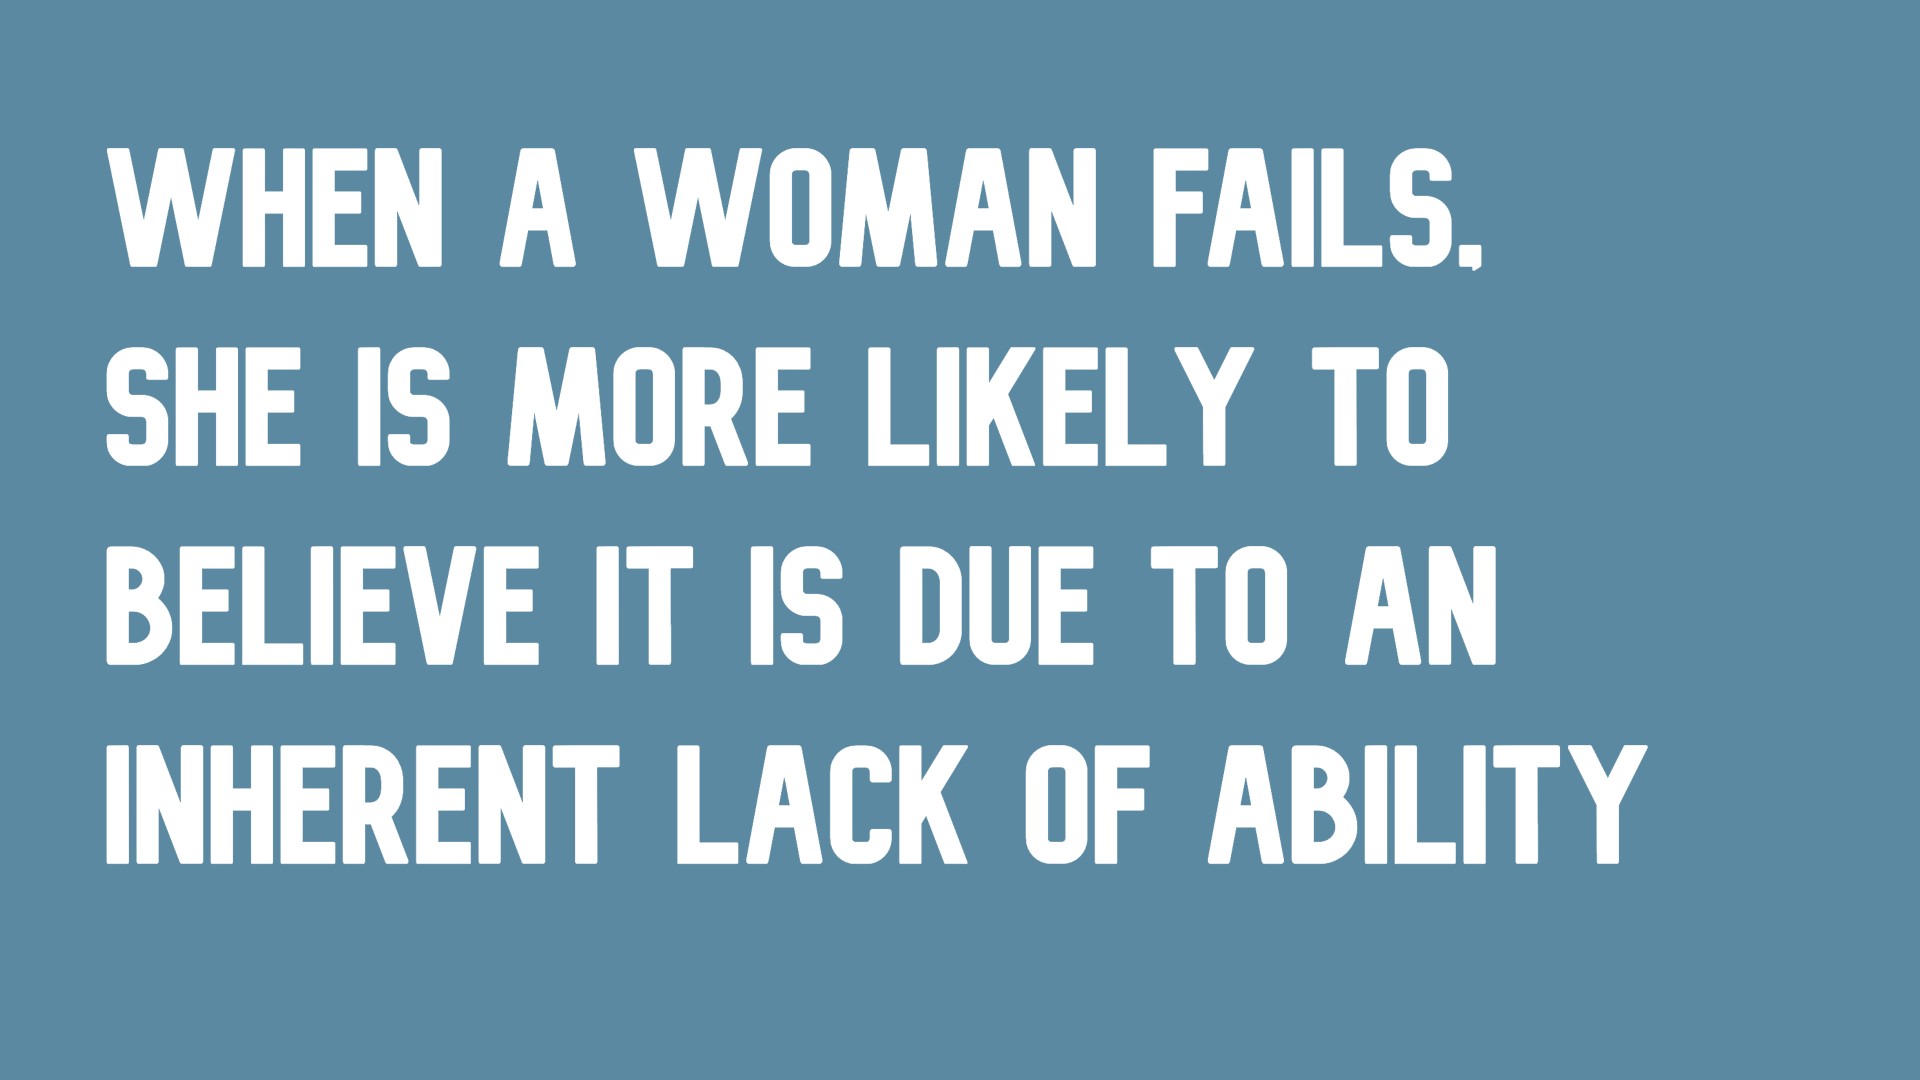 WHEN A WOMAN FAILS,
SHE IS MORE LIKELY TO
BELIEVE IT IS DUE TO AN
INHERENT LACK OF ABILITY